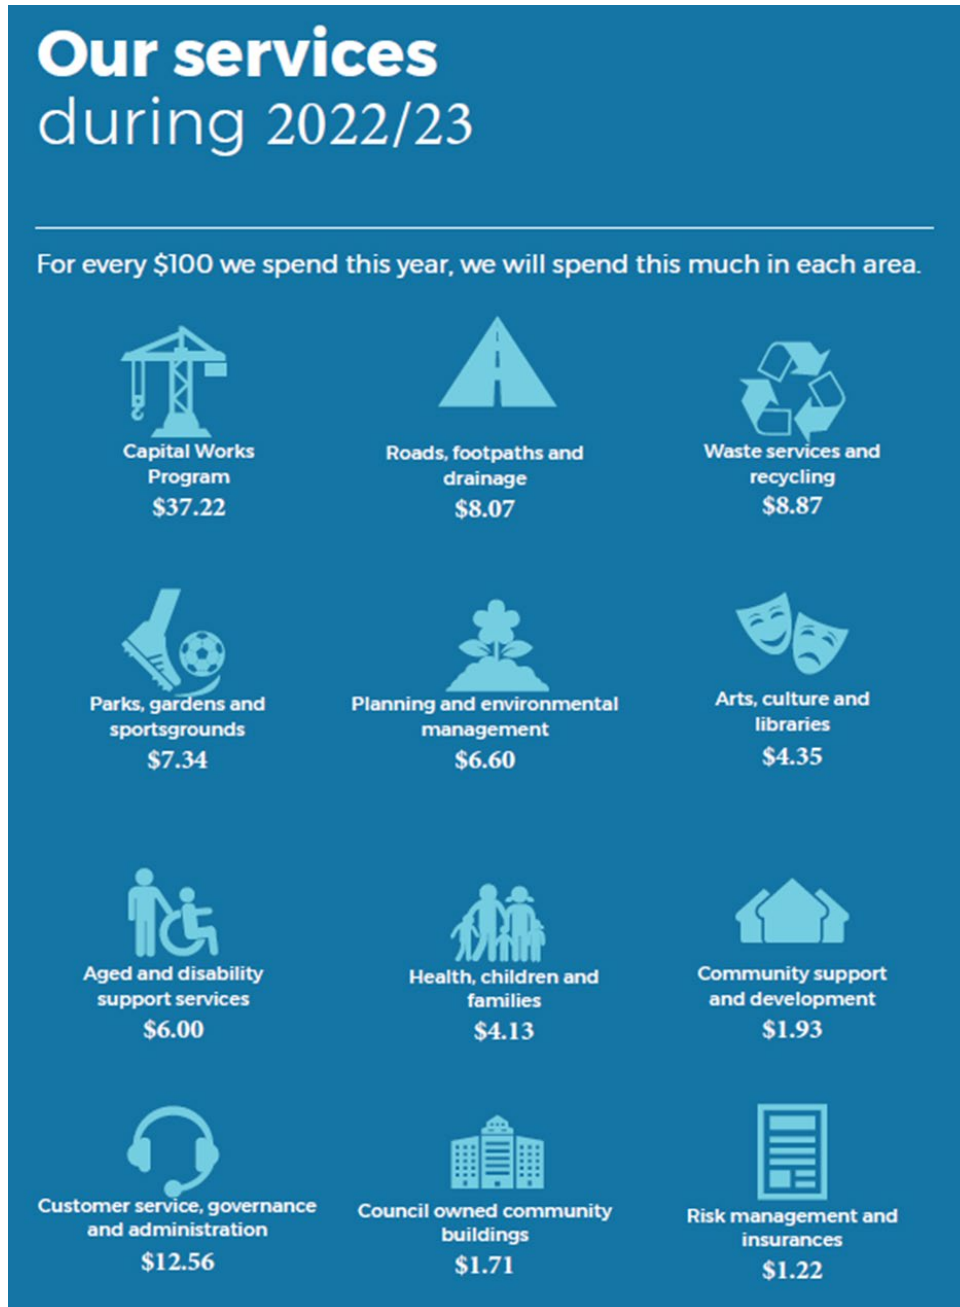 Our services
during 2022/23
For every $100 we spend this year, we will spend this much in each area.
Capital Works
Program
$37.22
Roads, footpaths and
drainage
$8.07
Waste services and
recycling
$8.87
Parks, gardens and
sportsgrounds
$7.34
Planning and environmental
management
$6.60
Arts, culture and
libraries
$4.35
Aged and disability
support services
$6.00
Health, children and
families
$4.13
Community support
and development
$1.93
Customer service, governance
and administration
$12.56
Council owned community
buildings
$1.71
Risk management and
insurances
$1.22